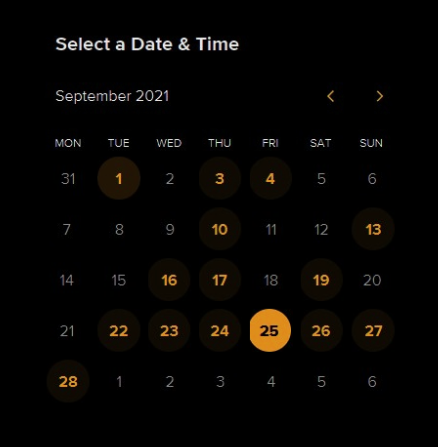 Select a Date & Time
September 2021 < >
MON TUE WED THU FRI SAT SUN
31 1 2 3 4 5 6
7 8 9 10 11 12 13
14 15 16 17 18 19 20
21 22 23 24 25 26 27
28 1 2 3 4 5 6